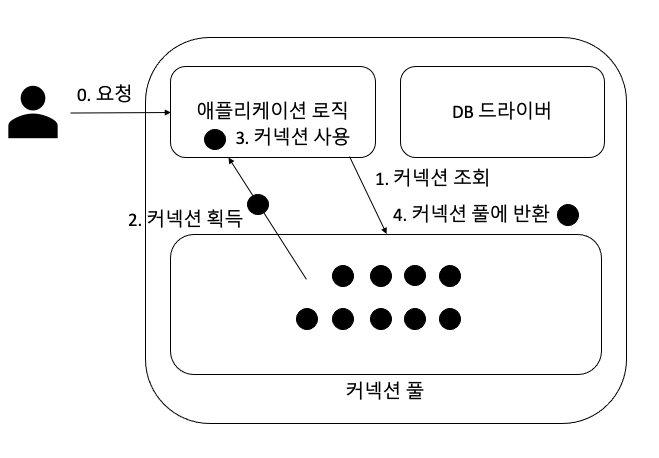 0. 요청
애플리케이션 로직
3. 커넥션 사용
DB 드라이버
1. 커넥션 조회
2. 커넥션 획득
4. 커넥션 풀에 반환
커넥션 풀